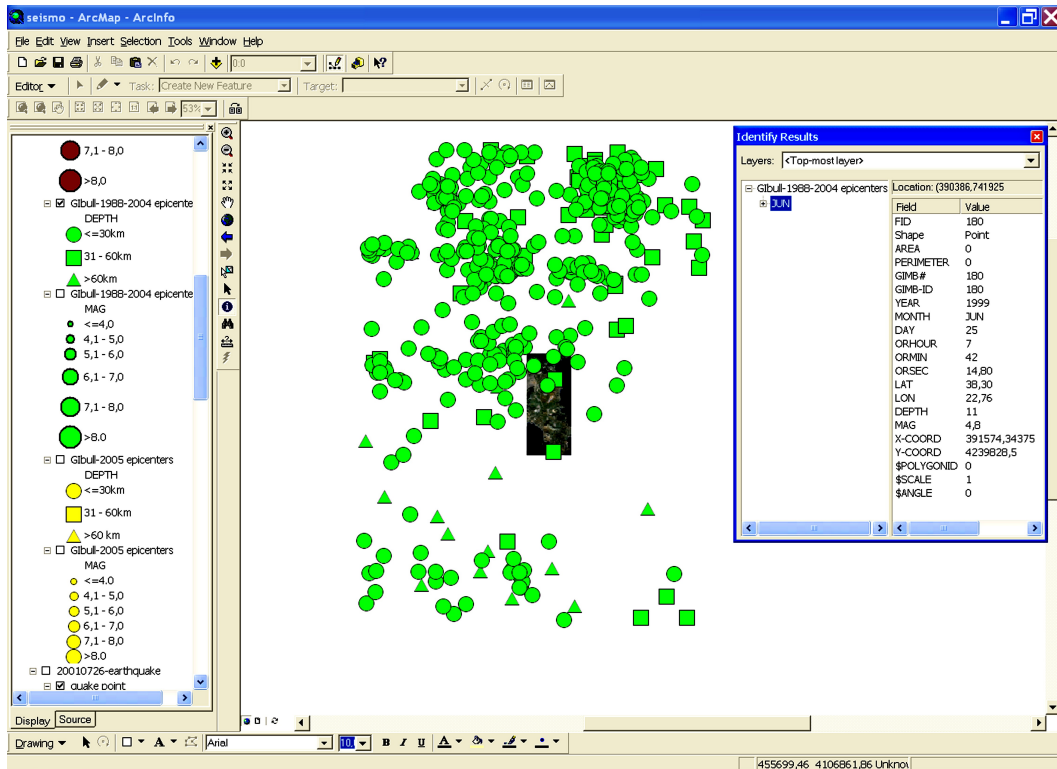 seismo - ArcMap - ArcInfo
File Edit View Insert Selection Tools Window Help
0:0
Editor Task: Create New Feature Target:
53%
7,1 - 8,0
>8,0
GIbull-1988-2004 epicente
DEPTH
<=30km
31 - 60km
>60km
GIbull-1988-2004 epicente
MAG
<=4,0
4,1 - 5,0
5,1 - 6,0
6,1 - 7,0
7,1 - 8,0
>8.0
GIbull-2005 epicenters
DEPTH
<=30km
31 - 60km
>60 km
GIbull-2005 epicenters
MAG
<=4.0
4,1 - 5,0
5,1 - 6,0
6,1 - 7,0
7,1 - 8,0
>8.0
20010726-earthquake
quake point
Display Source
Identify Results
Layers: <Top-most layer>
GIbull-1988-2004 epicenters
JUN
Location: (390386,741925
Field Value
FID 180
Shape Point
AREA 0
PERIMETER 0
GIMB# 180
GIMB-ID 180
YEAR 1999
MONTH JUN
DAY 25
ORHOUR 7
ORMIN 42
ORSEC 14,80
LAT 38,30
LON 22,76
DEPTH 11
MAG 4,8
X-COORD 391574,34375
Y-COORD 4239828,5
$POLYGONID 0
$SCALE 1
$ANGLE 0
Drawing A Arial 10 B I U A
455699,46 4106861,86 Unknow